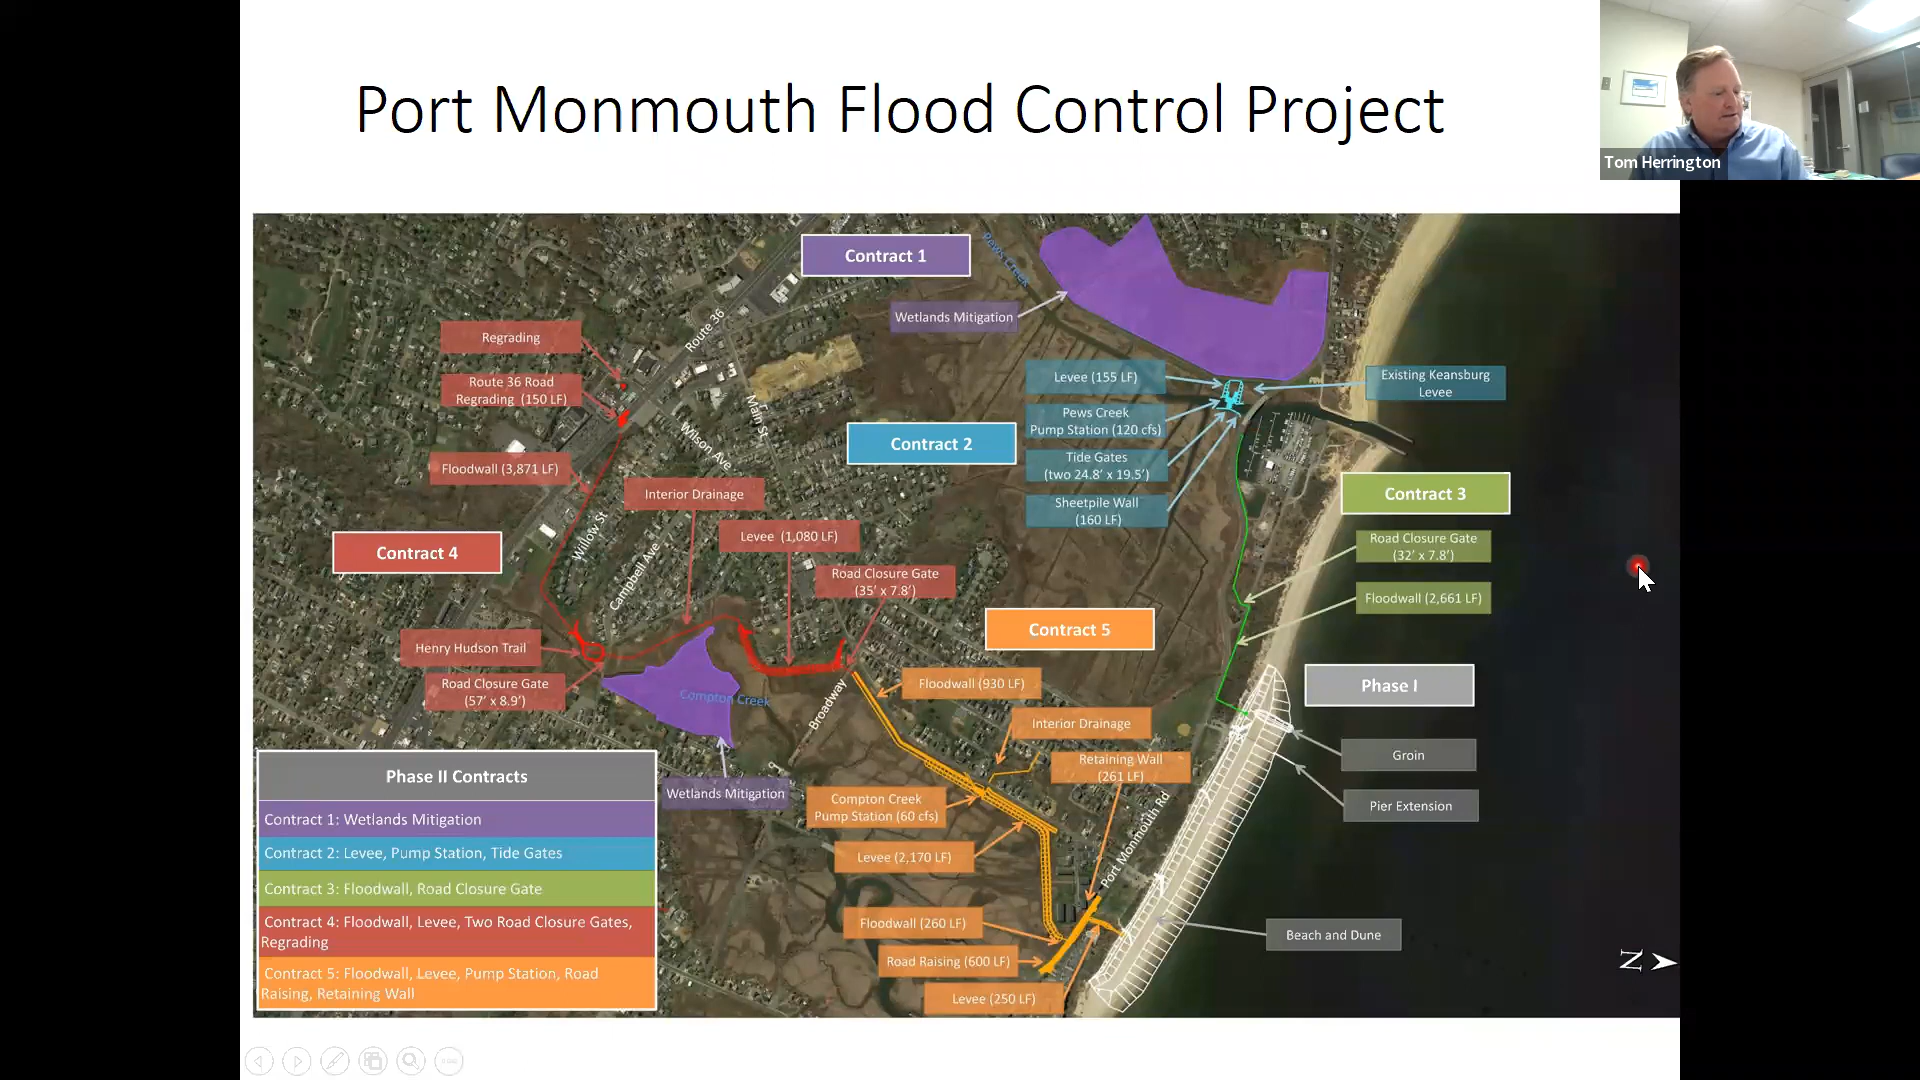 Port Monmouth Flood Control Project
Tom Herrington
Contract 1
Pews Creek
Wetlands Mitigation
Regrading
Route 36 Road
Regrading (150 LF)
Route 36
Main St
Wilson Ave
Floodwall (3,871 LF)
Interior Drainage
Levee (1,080 LF)
Road Closure Gate
(35' x 7.8')
Contract 4
Willow St
Campbell Ave
Henry Hudson Trail
Road Closure Gate
(57' x 8.9')
Compton Creek
Broadway
Wetlands Mitigation
Contract 2
Levee (155 LF)
Pews Creek
Pump Station (120 cfs)
Tide Gates
(two 24.8' x 19.5')
Sheetpile Wall
(160 LF)
Existing Keansburg
Levee
Contract 3
Road Closure Gate
(32' x 7.8')
Floodwall (2,661 LF)
Contract 5
Floodwall (930 LF)
Interior Drainage
Retaining Wall
(261 LF)
Compton Creek
Pump Station (60 cfs)
Levee (2,170 LF)
Port Monmouth Rd
Floodwall (260 LF)
Road Raising (600 LF)
Levee (250 LF)
Phase I
Groin
Pier Extension
Beach and Dune
N
Phase II Contracts
Contract 1: Wetlands Mitigation
Contract 2: Levee, Pump Station, Tide Gates
Contract 3: Floodwall, Road Closure Gate
Contract 4: Floodwall, Levee, Two Road Closure Gates,
Regrading
Contract 5: Floodwall, Levee, Pump Station, Road
Raising, Retaining Wall